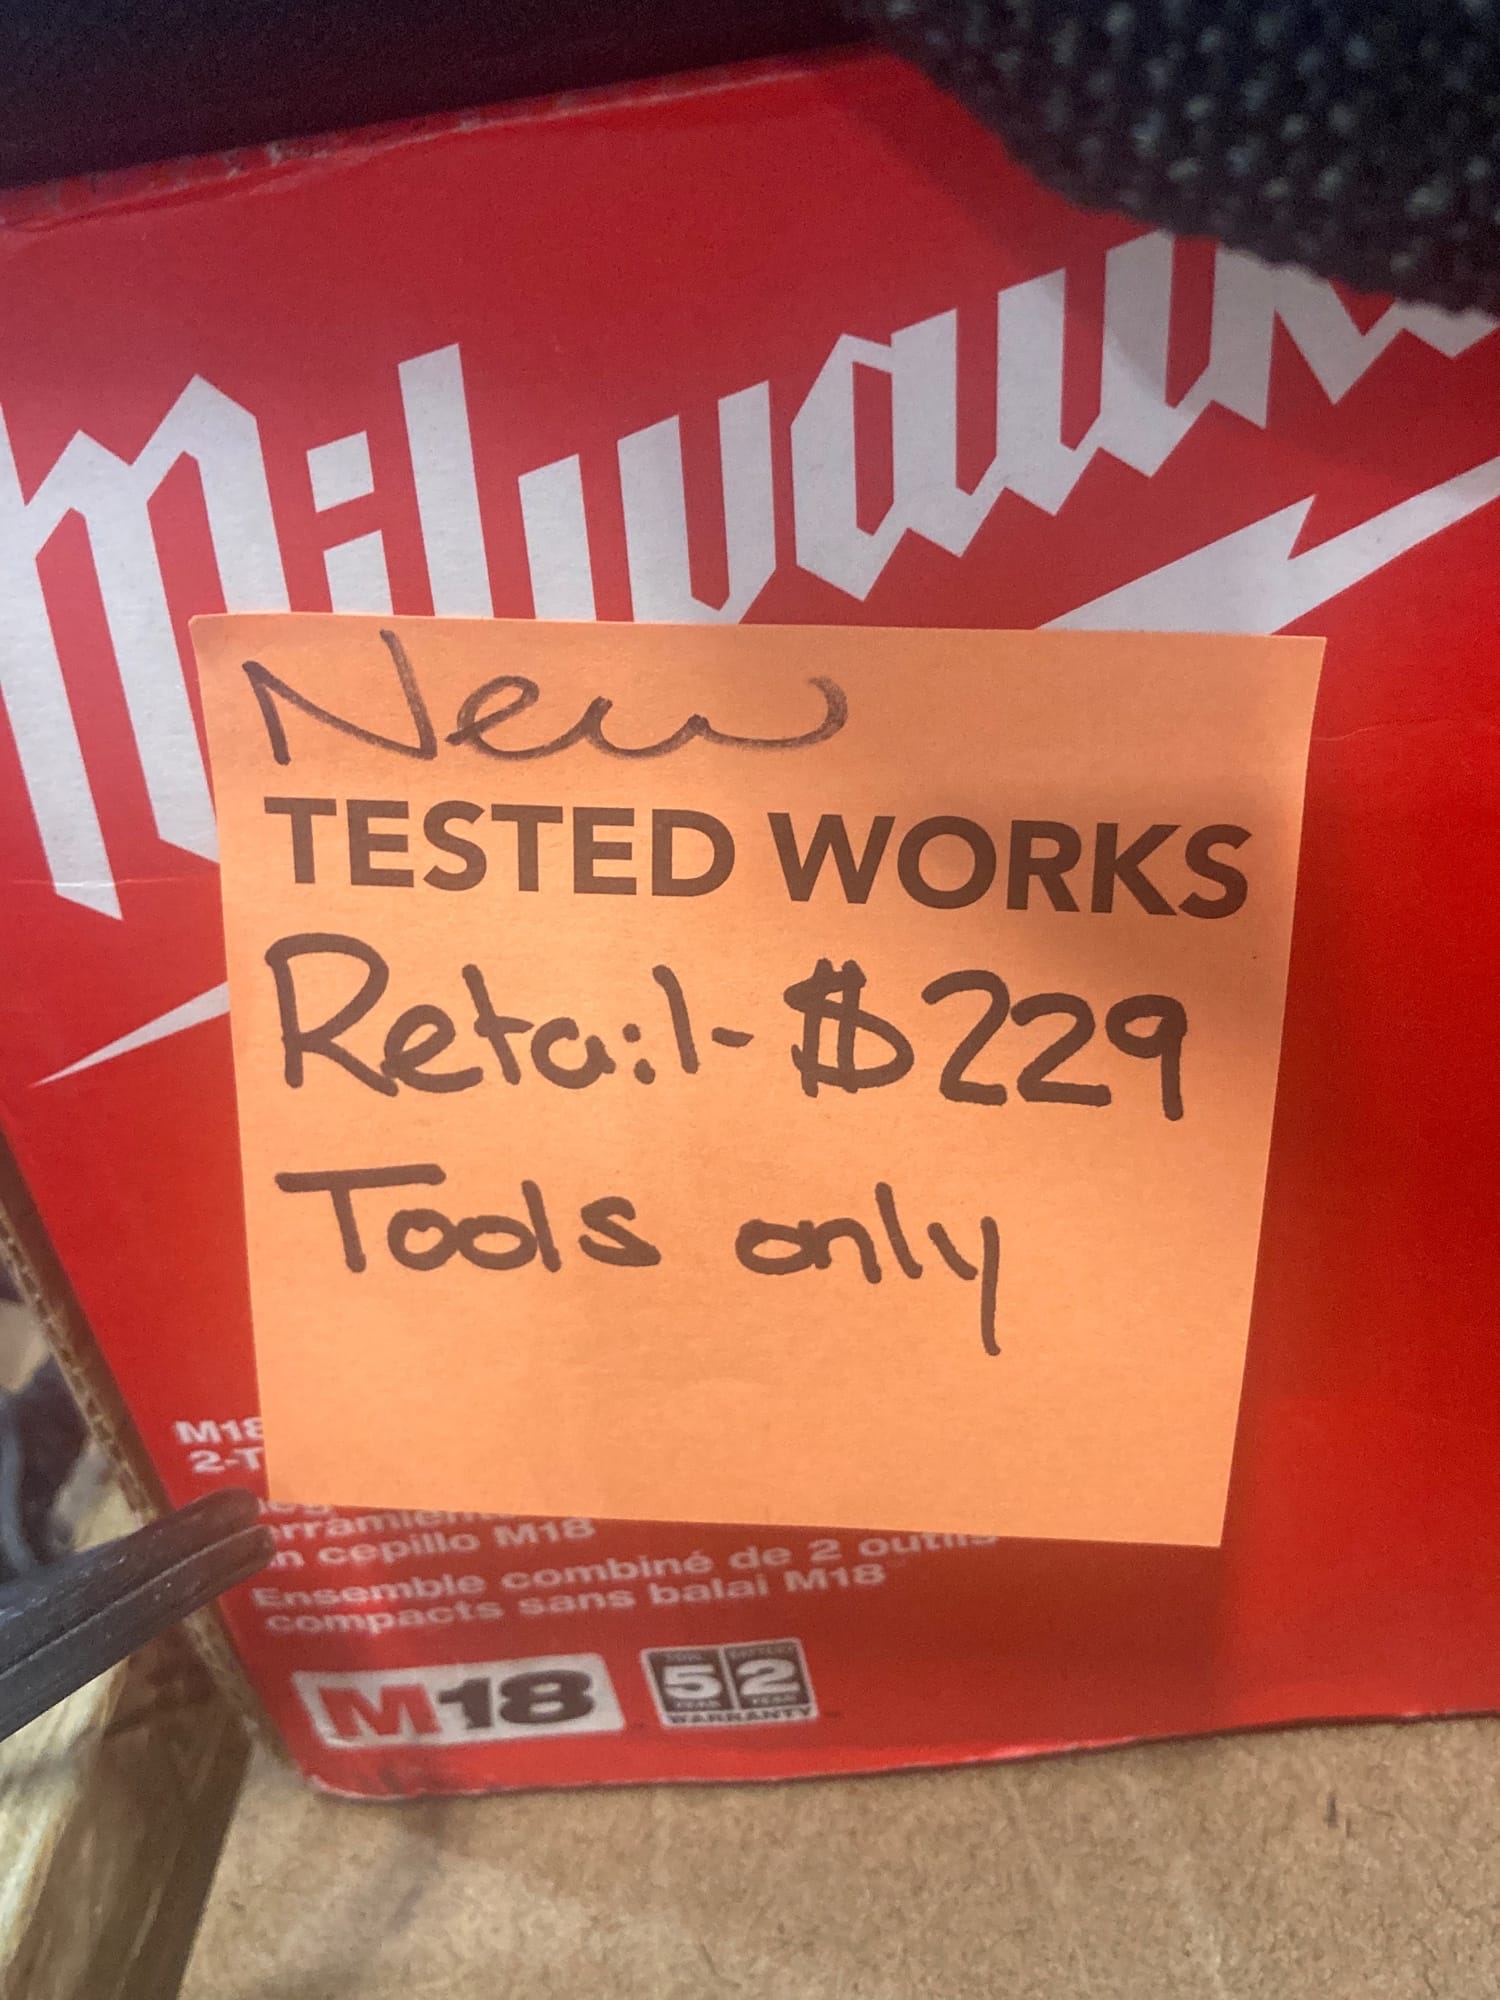 Milwauk
New
TESTED WORKS
Retail-$229
Tools only
M18
2-T
cepillo M18
Ensemble combiné de 2 outils
compacts sans balai M18
M18
5 2
WARRANTY